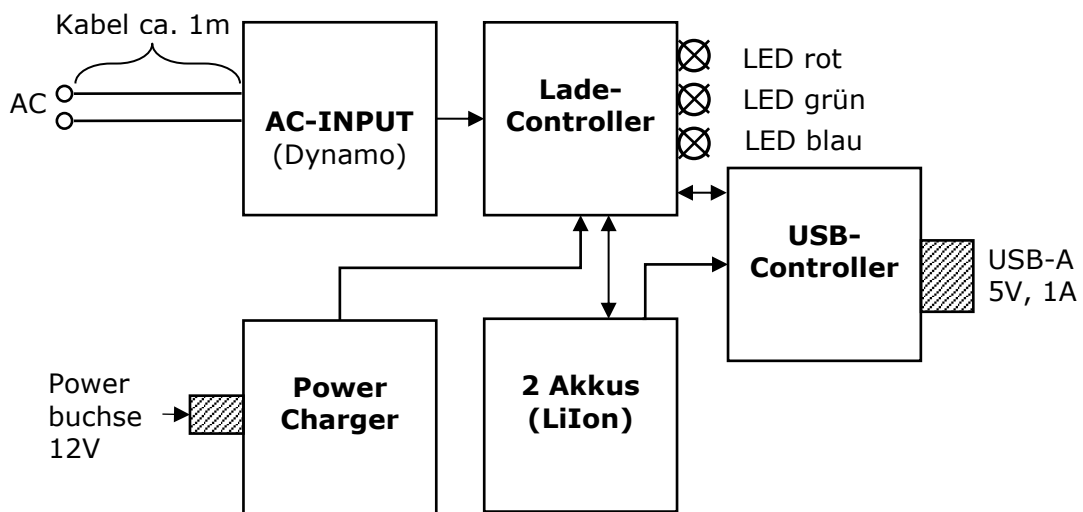 Kabel ca. 1m
AC
AC-INPUT
(Dynamo)
Lade-
Controller
LED rot
LED grün
LED blau
USB-
Controller
USB-A
5V, 1A
Power
buchse
12V
Power
Charger
2 Akkus
(LiIon)